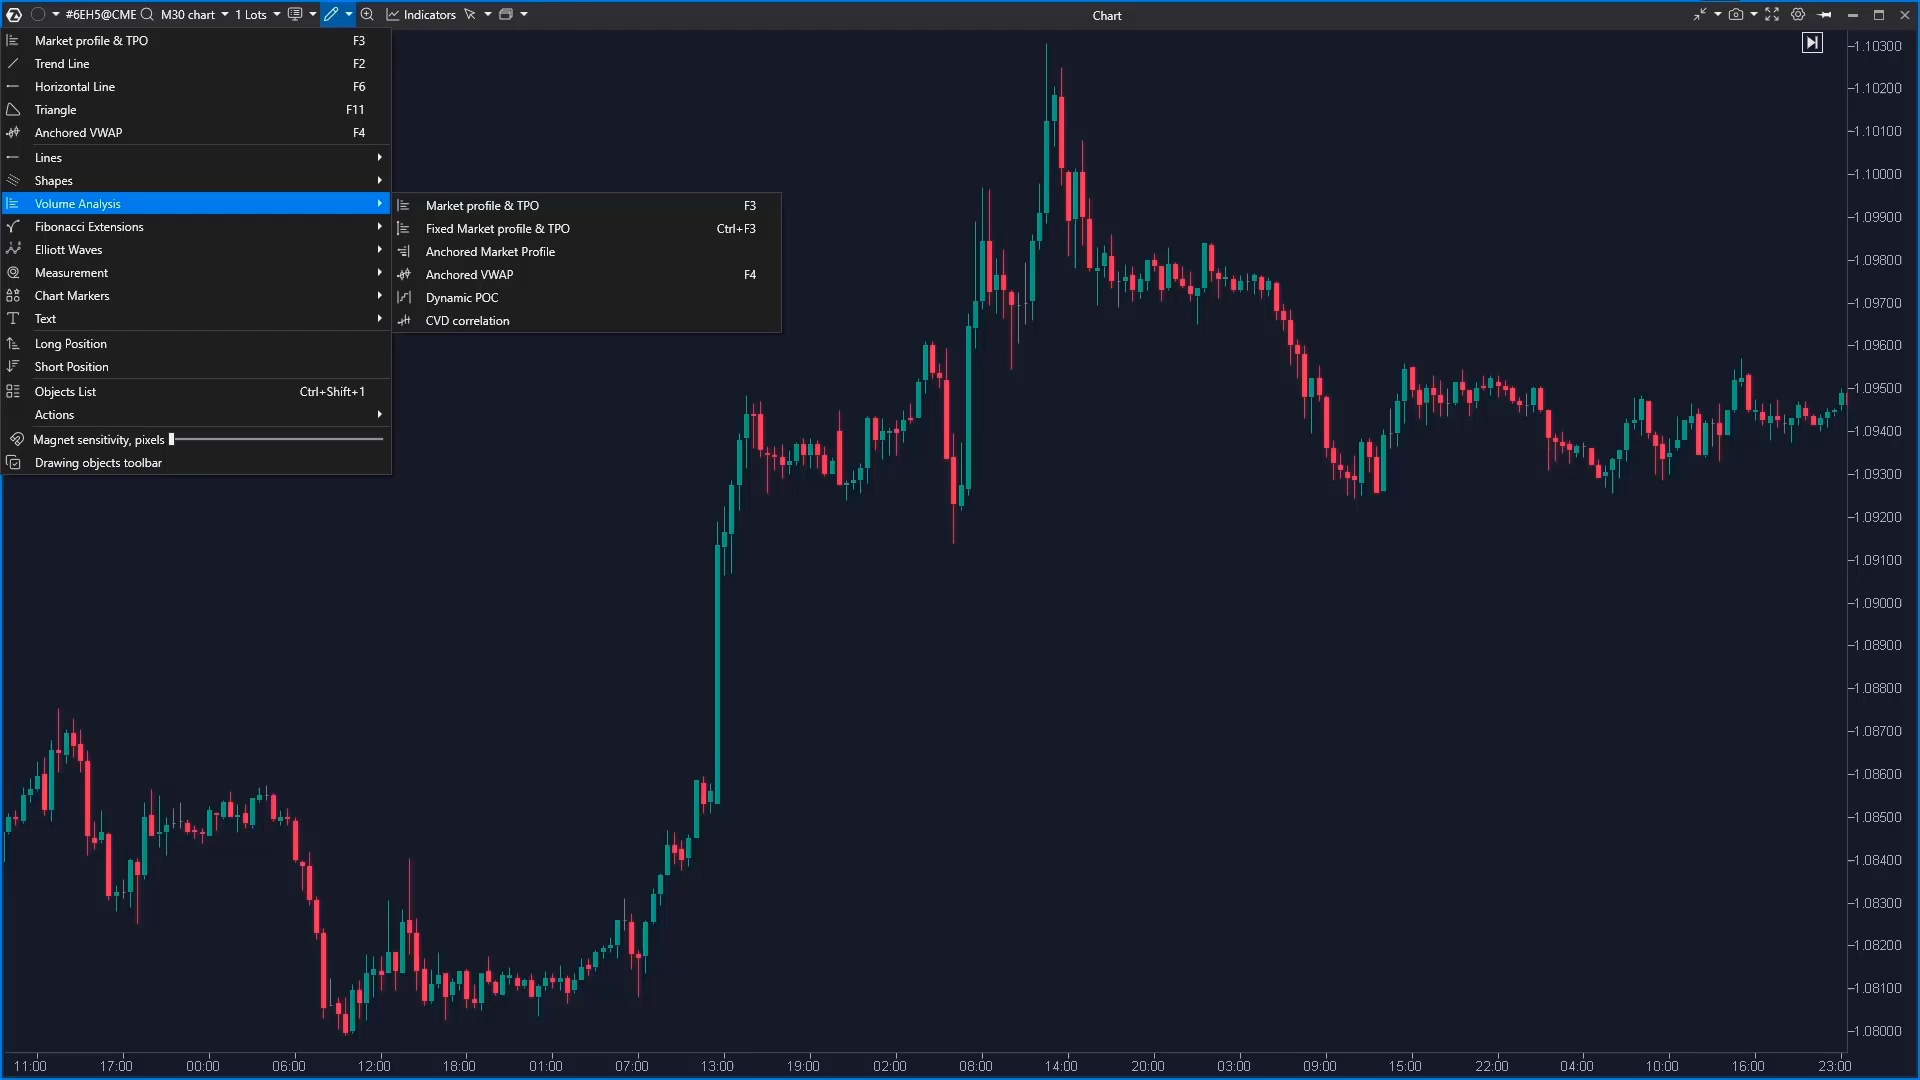 #6EH5@CME M30 chart 1 Lots Indicators Chart
Market profile & TPO F3
Trend Line F2
Horizontal Line F6
Triangle F11
Anchored VWAP F4
Lines
Shapes
Volume Analysis
Fibonacci Extensions
Elliott Waves
Measurement
Chart Markers
Text
Long Position
Short Position
Objects List Ctrl+Shift+1
Actions
Magnet sensitivity, pixels
Drawing objects toolbar
Market profile & TPO F3
Fixed Market profile & TPO Ctrl+F3
Anchored Market Profile
Anchored VWAP F4
Dynamic POC
CVD correlation
1.10300
1.10200
1.10100
1.10000
1.09900
1.09800
1.09700
1.09600
1.09500
1.09400
1.09300
1.09200
1.09100
1.09000
1.08900
1.08800
1.08700
1.08600
1.08500
1.08400
1.08300
1.08200
1.08100
1.08000
11:00 17:00 00:00 06:00 12:00 18:00 01:00 07:00 13:00 19:00 02:00 08:00 14:00 20:00 03:00 09:00 15:00 22:00 04:00 10:00 16:00 23:00